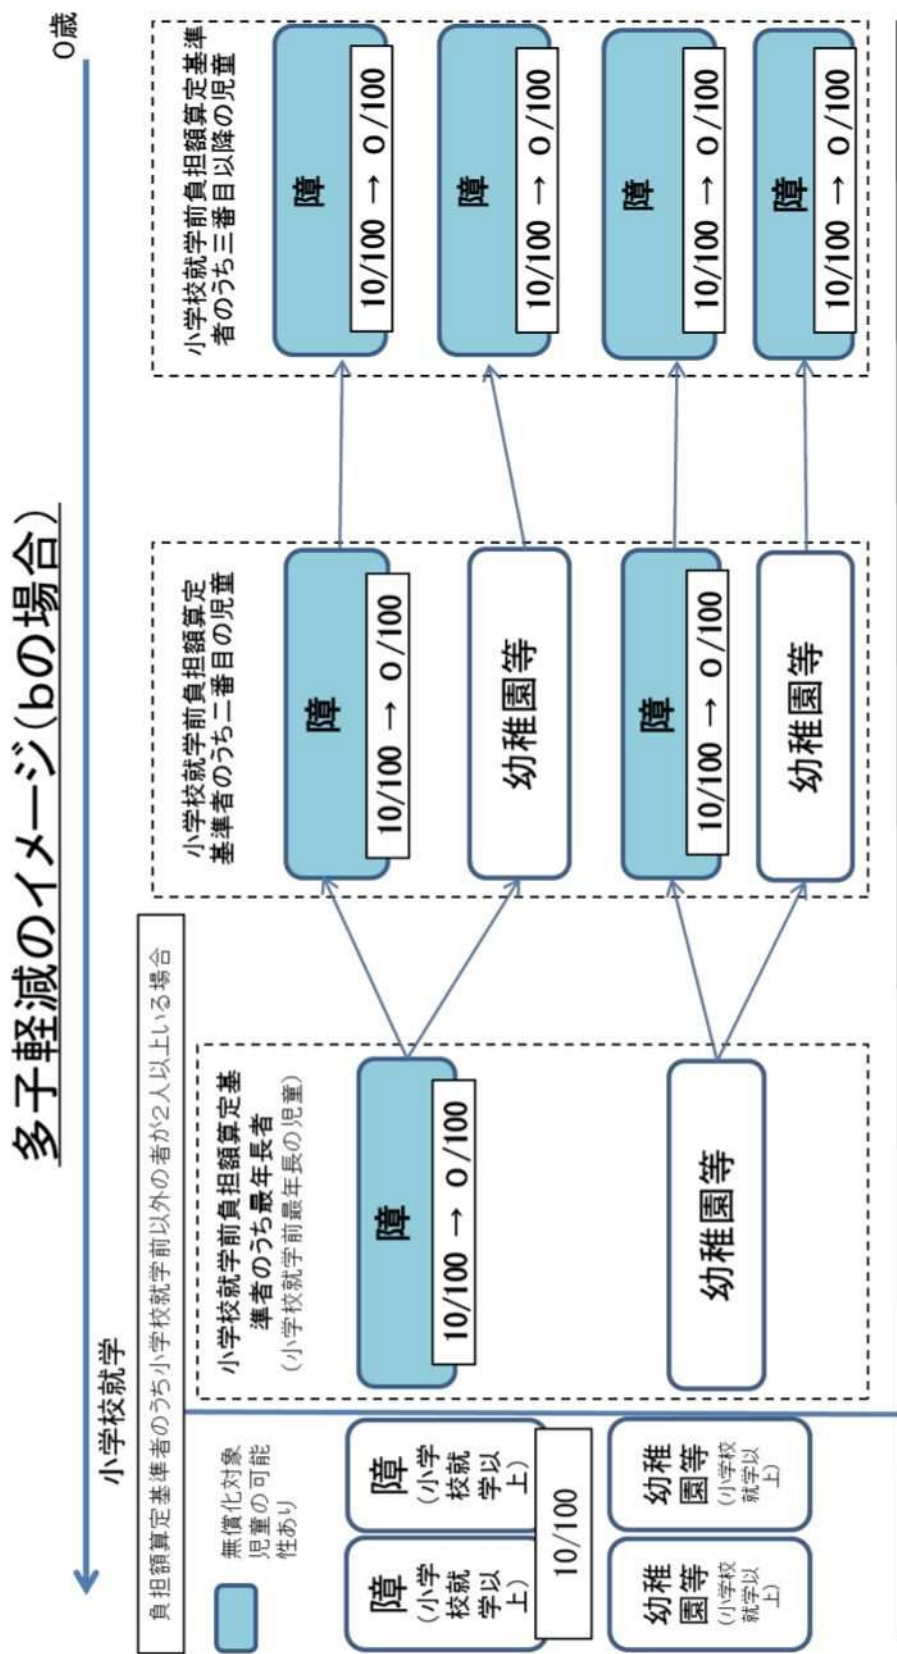 多子軽減のイメージ(bの場合)
小学校就学
0歳
負担額算定基準者のうち小学校就学前以外の者が2人以上いる場合
無償化対象
児童の可能
性あり
障
(小学
校就
学以
上)
障
(小学
校就
学以
上)
10/100
幼稚
園等
(小学校
就学以
上)
幼稚
園等
(小学校
就学以
上)
小学校就学前負担額算定基
準者のうち最年長者
(小学校就学前最年長の児童)
障
10/100 → 0/100
幼稚園等
小学校就学前負担額算定
基準者のうち二番目の児童
障
10/100 → 0/100
幼稚園等
障
10/100 → 0/100
幼稚園等
小学校就学前負担額算定基準
者のうち三番目以降の児童
障
10/100 → 0/100
障
10/100 → 0/100
障
10/100 → 0/100
障
10/100 → 0/100